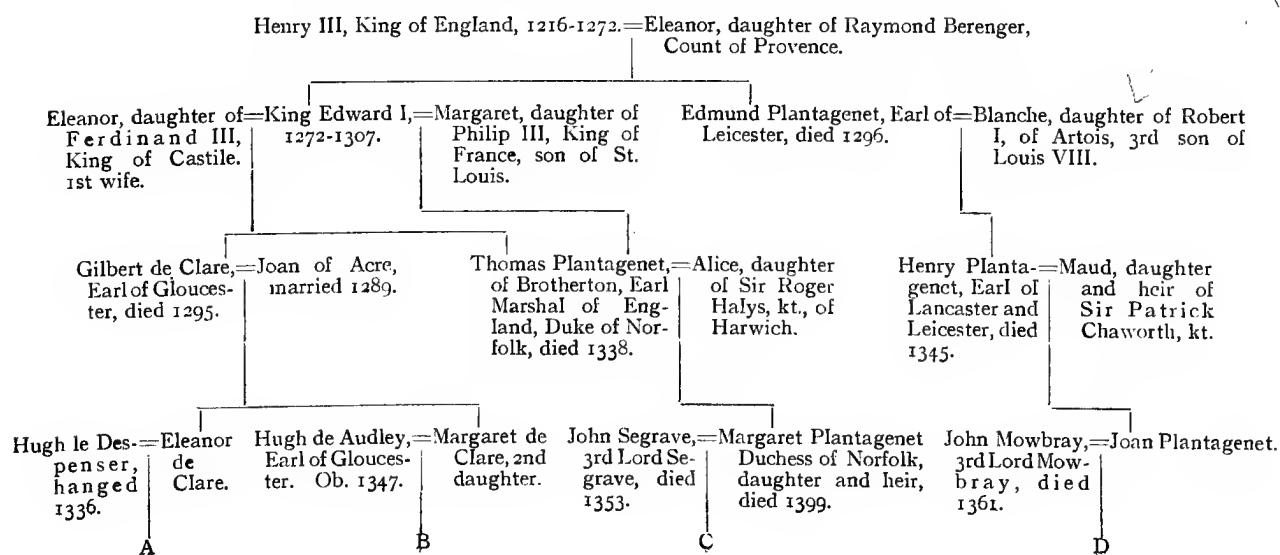 Henry III, King of England, 1216-1272.=Eleanor, daughter of Raymond Berenger,
Count of Provence.
Eleanor, daughter of=King Edward I,=Margaret, daughter of
Ferdinand III,
King of Castile.
1st wife.
1272-1307.
Philip III, King of
France, son of St.
Louis.
Edmund Plantagenet, Earl of=Blanche, daughter of Robert
Leicester, died 1296.
I, of Artois, 3rd son of
Louis VIII.
Gilbert de Clare,=Joan of Acre,
Earl of Glouces-
ter, died 1295.
married 1289.
Thomas Plantagenet,=Alice, daughter
of Brotherton, Earl
Marshal of Eng-
land, Duke of Nor-
folk, died 1338.
of Sir Roger
Halys, kt., of
Harwich.
Henry Planta-=Maud, daughter
genet, Earl of
Lancaster and
Leicester, died
1345.
and heir of
Sir Patrick
Chaworth, kt.
Hugh le Des-=Eleanor
penser,
hanged
1336.
de
Clare.
Hugh de Audley,=Margaret de
Earl of Glouces-
ter. Ob. 1347.
Clare, 2nd
daughter.
John Segrave,=Margaret Plantagenet
3rd Lord Se-
grave, died
1353.
Duchess of Norfolk,
daughter and heir,
died 1399.
John Mowbray,=Joan Plantagenet.
3rd Lord Mow-
bray, died
1361.
A
B
C
D